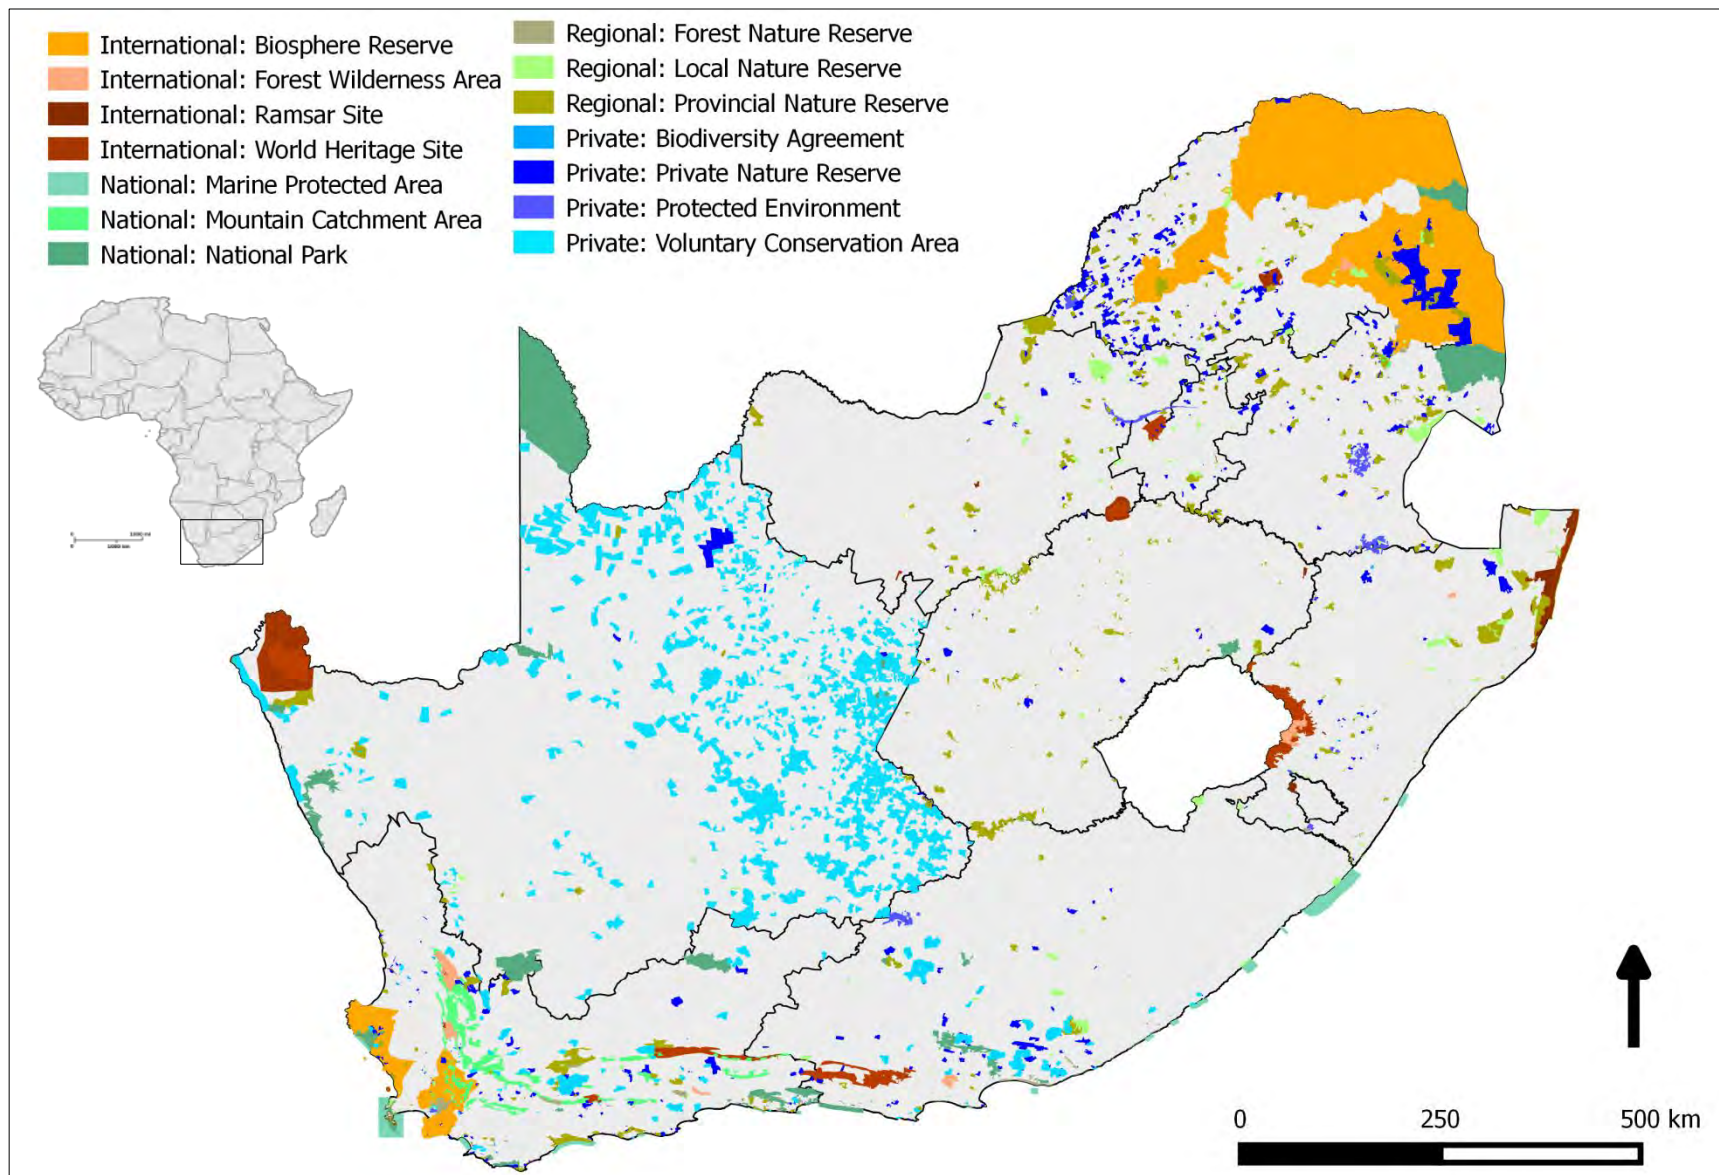 International: Biosphere Reserve
International: Forest Wilderness Area
International: Ramsar Site
International: World Heritage Site
National: Marine Protected Area
National: Mountain Catchment Area
National: National Park
Regional: Forest Nature Reserve
Regional: Local Nature Reserve
Regional: Provincial Nature Reserve
Private: Biodiversity Agreement
Private: Private Nature Reserve
Private: Protected Environment
Private: Voluntary Conservation Area
0 250 500 km